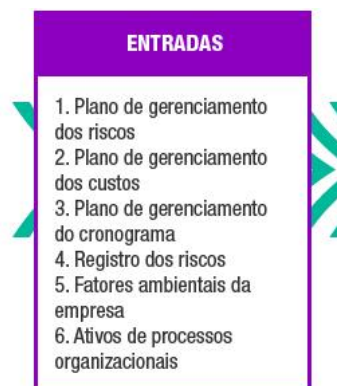 ENTRADAS
1. Plano de gerenciamento
dos riscos
2. Plano de gerenciamento
dos custos
3. Plano de gerenciamento
do cronograma
4. Registro dos riscos
5. Fatores ambientais da
empresa
6. Ativos de processos
organizacionais